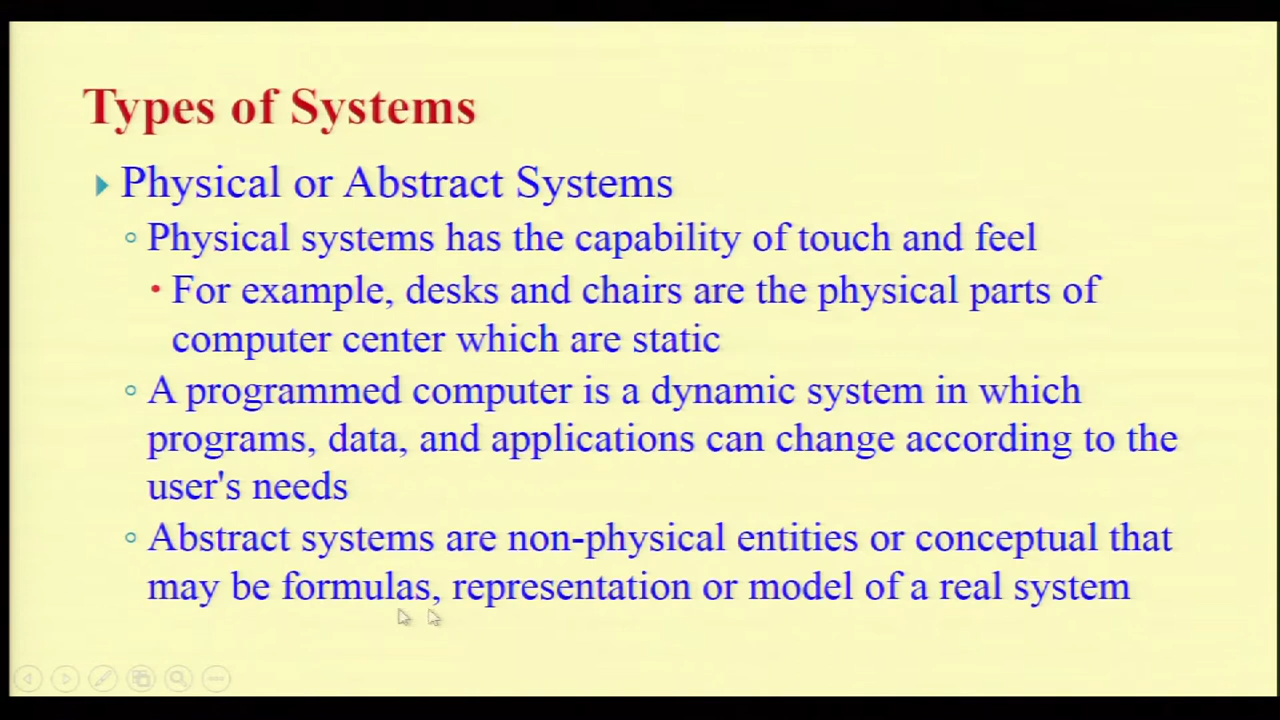 Types of Systems
Physical or Abstract Systems
Physical systems has the capability of touch and feel
For example, desks and chairs are the physical parts of
computer center which are static
A programmed computer is a dynamic system in which
programs, data, and applications can change according to the
user's needs
Abstract systems are non-physical entities or conceptual that
may be formulas, representation or model of a real system